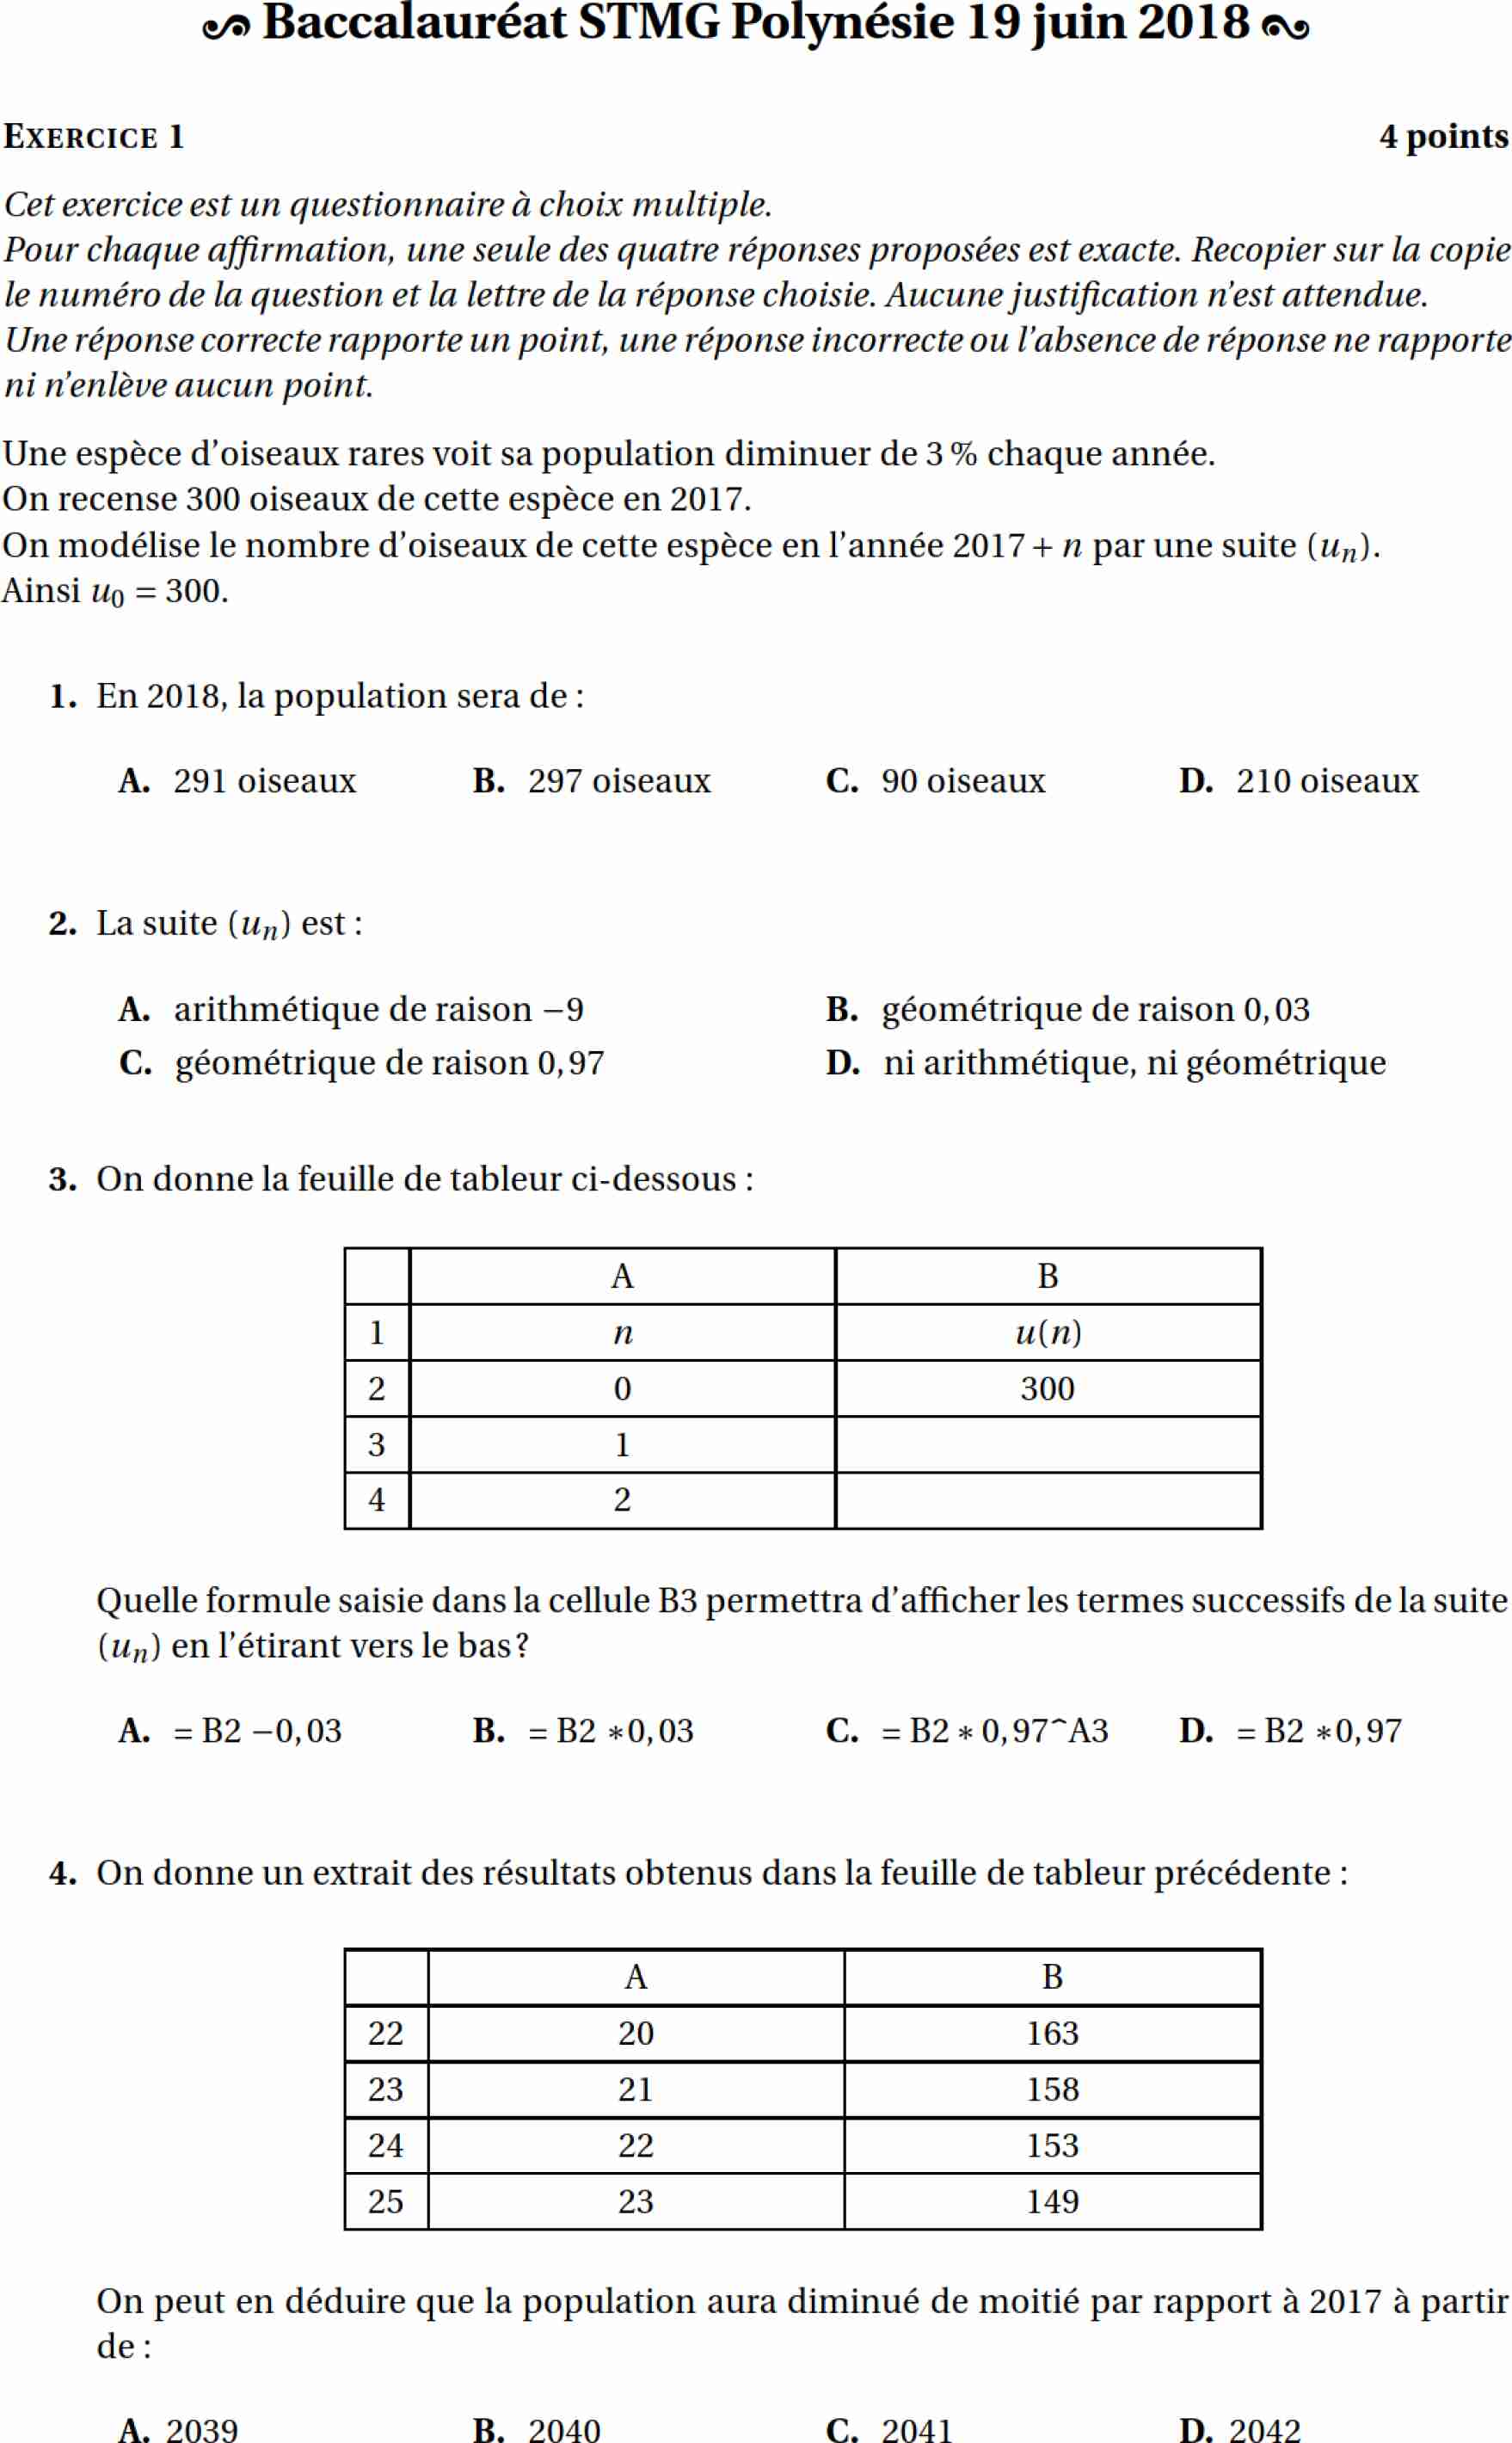 Baccalauréat STMG Polynésie 19 juin 2018
EXERCICE 1 4 points
Cet exercice est un questionnaire à choix multiple.
Pour chaque affirmation, une seule des quatre réponses proposées est exacte. Recopier sur la copie
le numéro de la question et la lettre de la réponse choisie. Aucune justification n'est attendue.
Une réponse correcte rapporte un point, une réponse incorrecte ou l'absence de réponse ne rapporte
ni n'enlève aucun point.
Une espèce d'oiseaux rares voit sa population diminuer de 3 % chaque année.
On recense 300 oiseaux de cette espèce en 2017.
On modélise le nombre d'oiseaux de cette espèce en l'année 2017 + n par une suite (uₙ).
Ainsi u₀ = 300.
1. En 2018, la population sera de :
A. 291 oiseaux B. 297 oiseaux C. 90 oiseaux D. 210 oiseaux
2. La suite (uₙ) est :
A. arithmétique de raison −9 B. géométrique de raison 0,03
C. géométrique de raison 0,97 D. ni arithmétique, ni géométrique
3. On donne la feuille de tableur ci-dessous :
A B
1 n u(n)
2 0 300
3 1
4 2
Quelle formule saisie dans la cellule B3 permettra d'afficher les termes successifs de la suite
(uₙ) en l'étirant vers le bas ?
A. = B2 −0,03 B. = B2 ∗0,03 C. = B2 ∗ 0,97^A3 D. = B2 ∗0,97
4. On donne un extrait des résultats obtenus dans la feuille de tableur précédente :
A B
22 20 163
23 21 158
24 22 153
25 23 149
On peut en déduire que la population aura diminué de moitié par rapport à 2017 à partir
de :
A. 2039 B. 2040 C. 2041 D. 2042